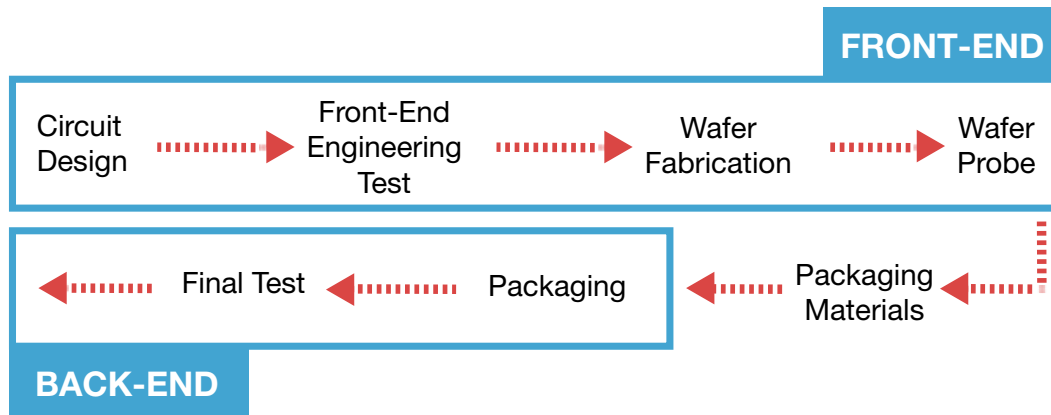 FRONT-END
Circuit
Design
Front-End
Engineering
Test
Wafer
Fabrication
Wafer
Probe
Packaging
Materials
Packaging
Final Test
BACK-END